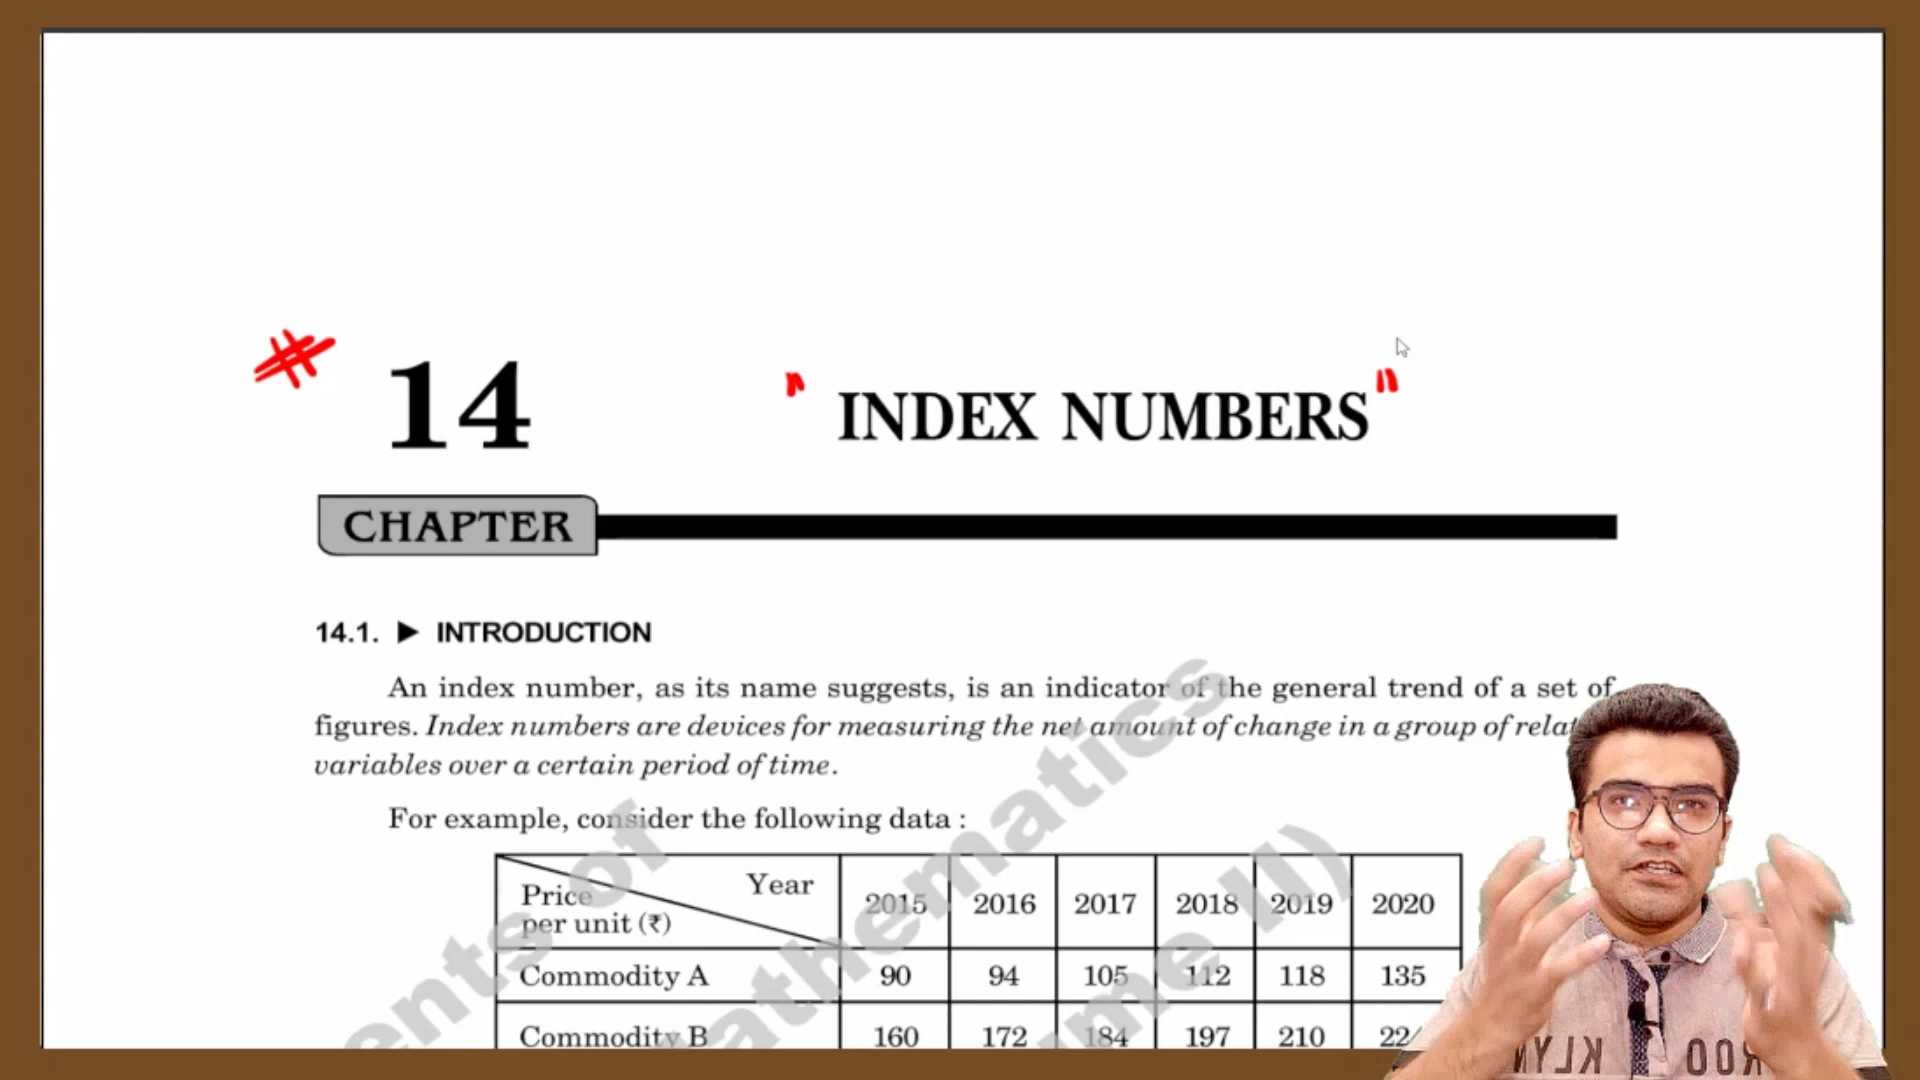 14 " INDEX NUMBERS "
CHAPTER
14.1. ▶ INTRODUCTION
An index number, as its name suggests, is an indicator of the general trend of a set of
figures. Index numbers are devices for measuring the net amount of change in a group of
variables over a certain period of time.
For example, consider the following data :
Year
Price
per unit (₹)
2015 2016 2017 2018 2019 2020
Commodity A 90 94 105 112 118 135
Commodity B 160 172 184 197 210